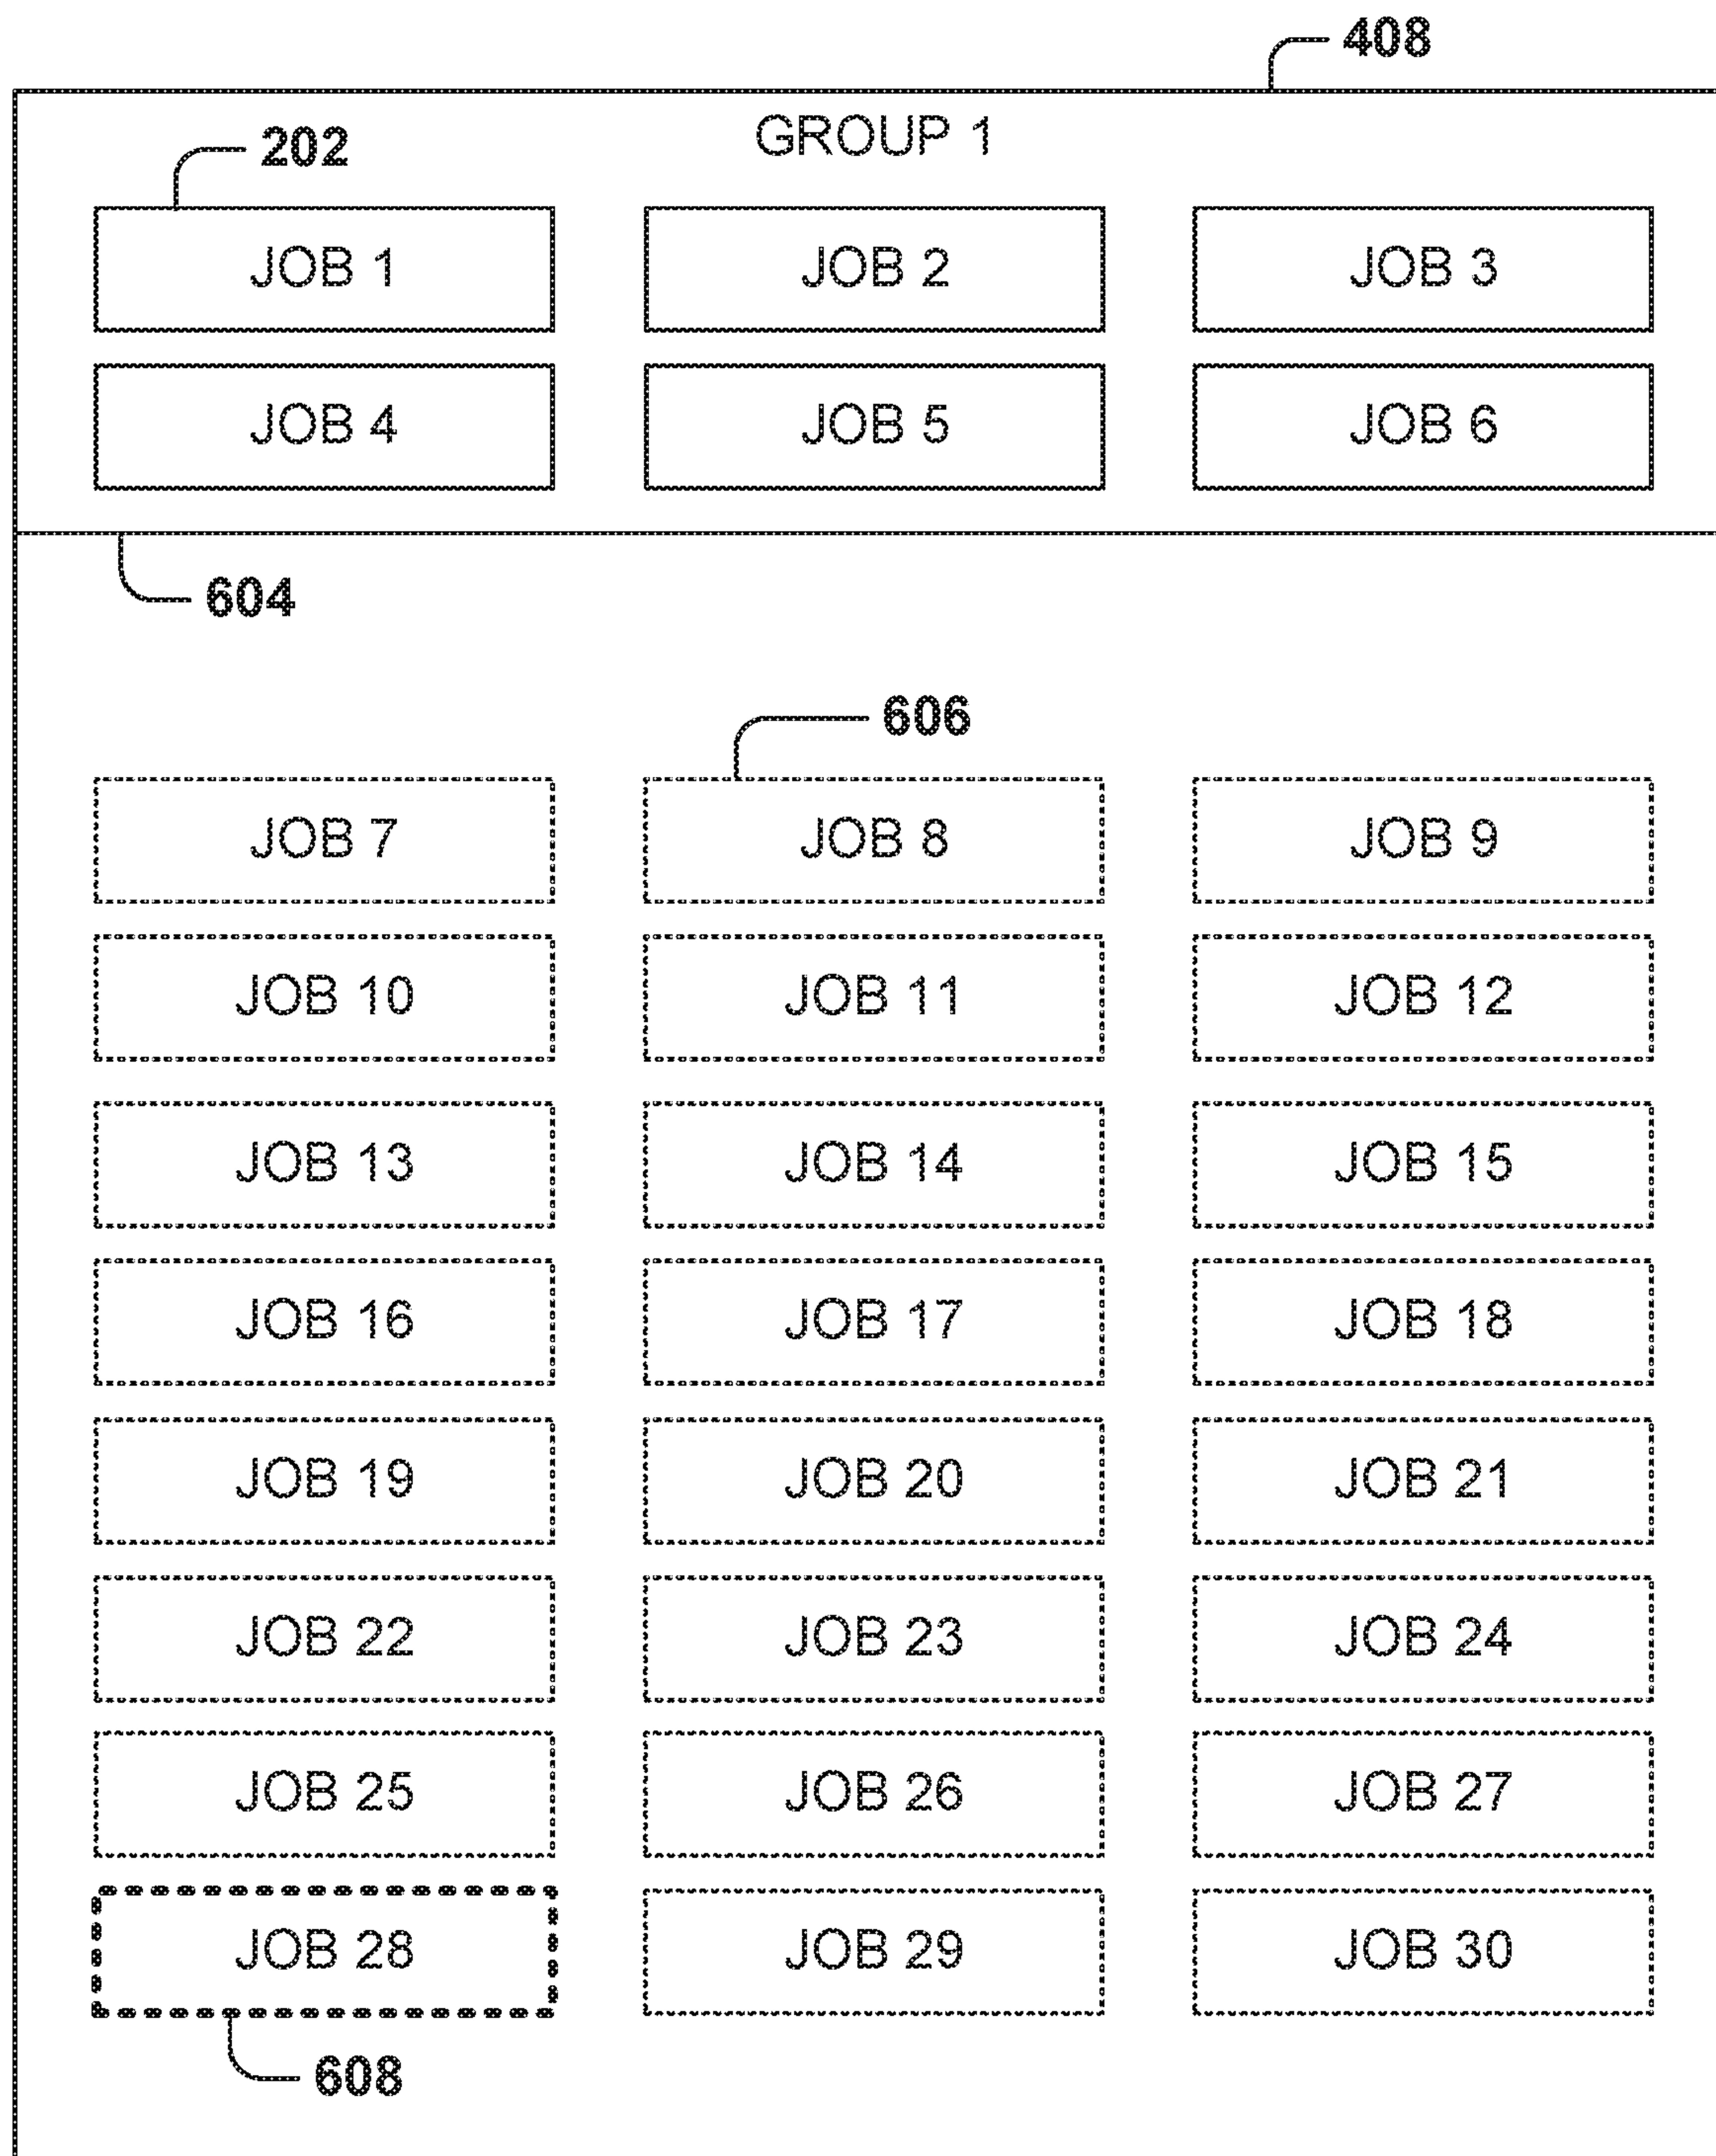 408
GROUP 1
202
JOB 1 JOB 2 JOB 3
JOB 4 JOB 5 JOB 6
604
606
JOB 7 JOB 8 JOB 9
JOB 10 JOB 11 JOB 12
JOB 13 JOB 14 JOB 15
JOB 16 JOB 17 JOB 18
JOB 19 JOB 20 JOB 21
JOB 22 JOB 23 JOB 24
JOB 25 JOB 26 JOB 27
JOB 28 JOB 29 JOB 30
608